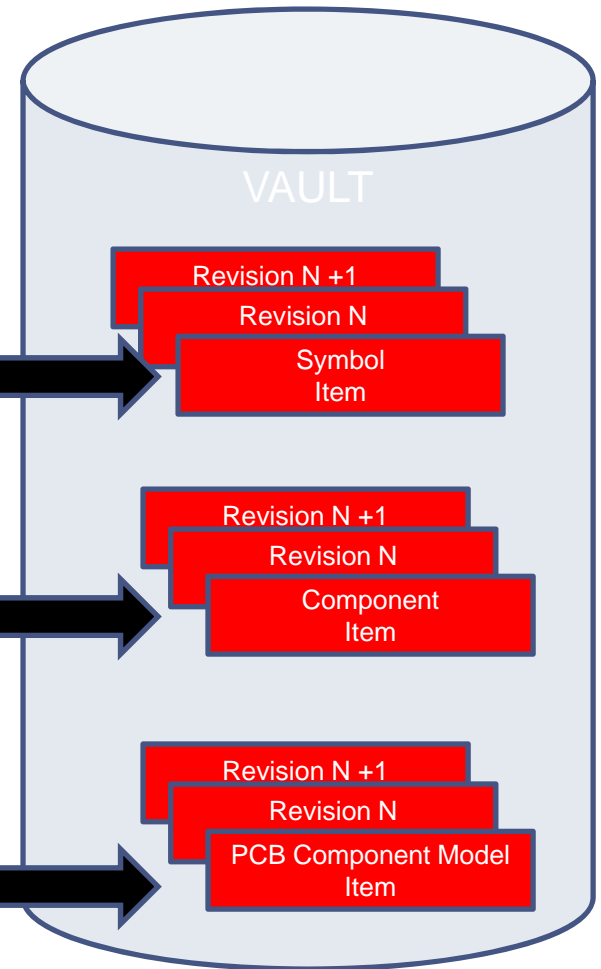 VAULT
Revision N +1
Revision N
Symbol
Item
Revision N +1
Revision N
Component
Item
Revision N +1
Revision N
PCB Component Model
Item